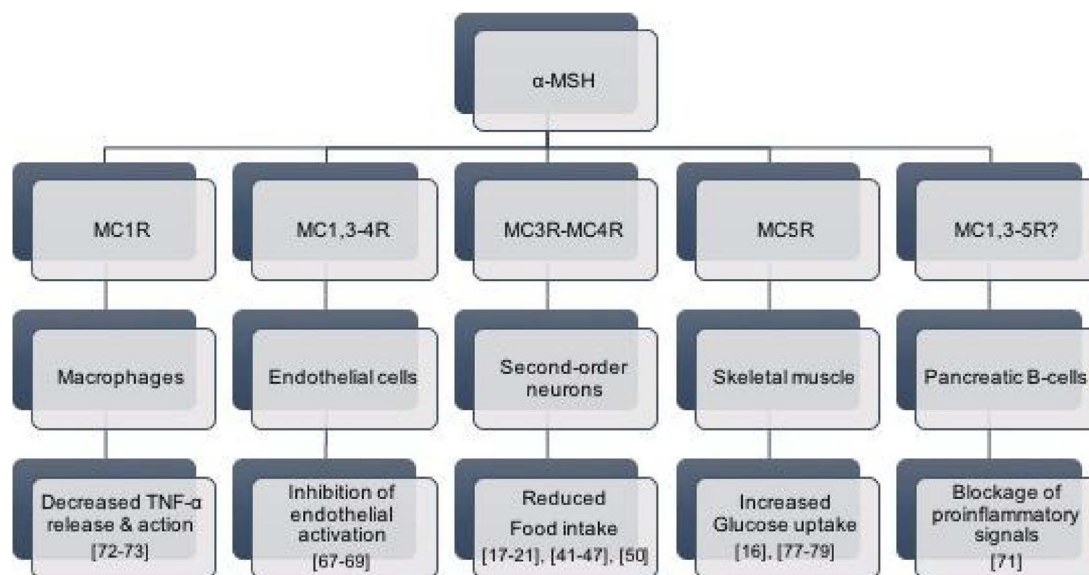 α-MSH
MC1R
MC1,3-4R
MC3R-MC4R
MC5R
MC1,3-5R?
Macrophages
Endothelial cells
Second-order
neurons
Skeletal muscle
Pancreatic B-cells
Decreased TNF-α
release & action
[72-73]
Inhibition of
endothelial
activation
[67-69]
Reduced
Food intake
[17-21], [41-47], [50]
Increased
Glucose uptake
[16], [77-79]
Blockage of
proinflammatory
signals
[71]